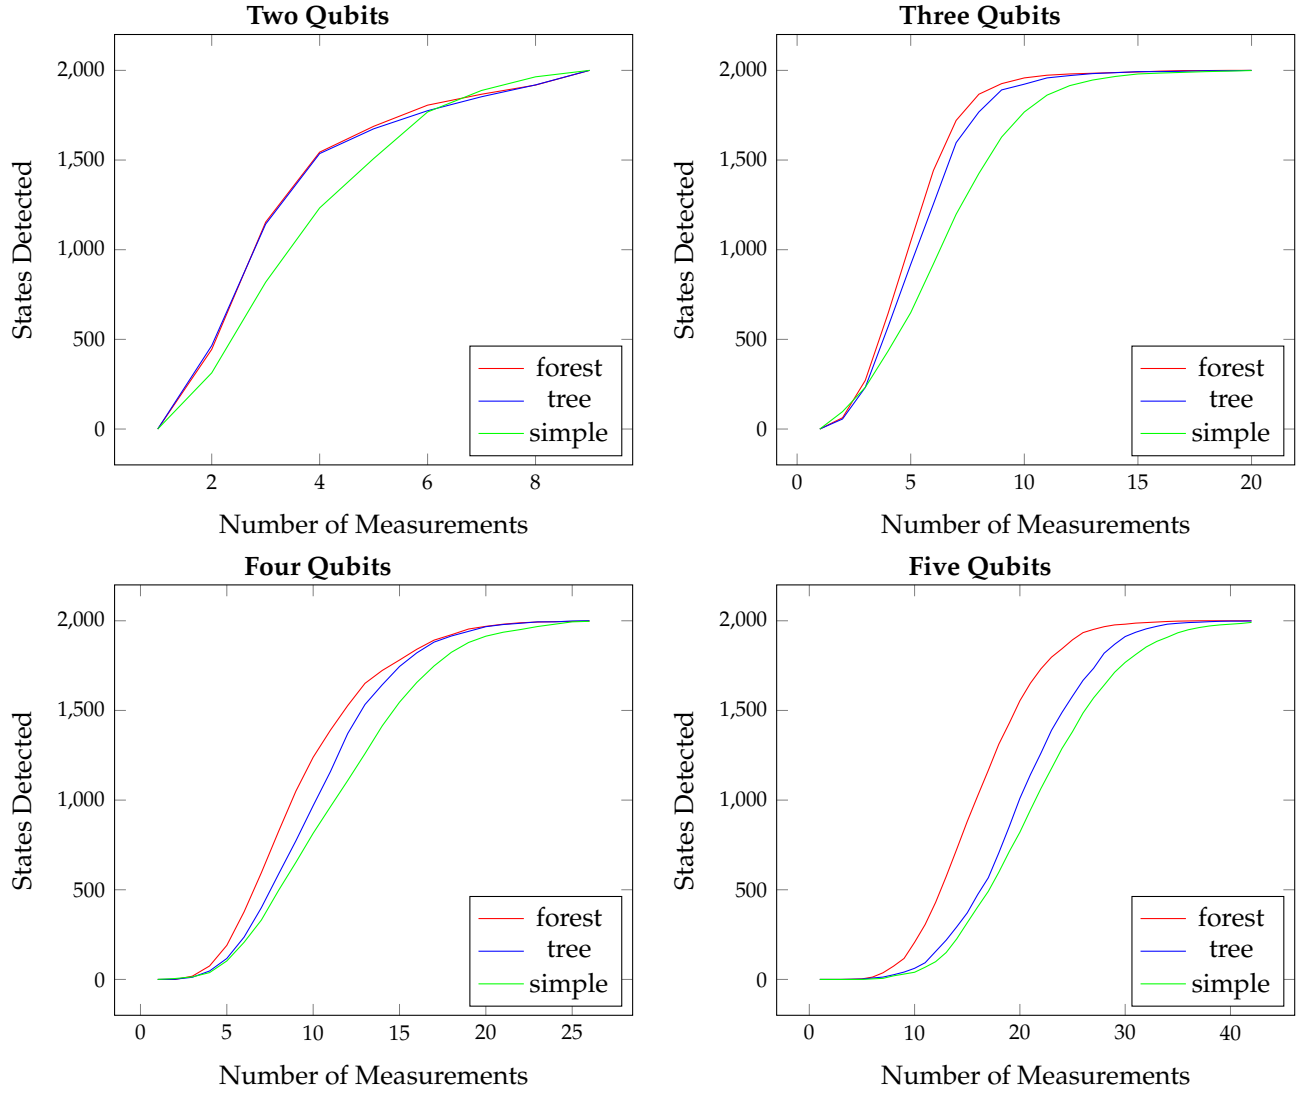 Two Qubits
2,000
1,500
1,000
500
0
States Detected
2 4 6 8
Number of Measurements
forest
tree
simple
Three Qubits
2,000
1,500
1,000
500
0
States Detected
0 5 10 15 20
Number of Measurements
forest
tree
simple
Four Qubits
2,000
1,500
1,000
500
0
States Detected
0 5 10 15 20 25
Number of Measurements
forest
tree
simple
Five Qubits
2,000
1,500
1,000
500
0
States Detected
0 10 20 30 40
Number of Measurements
forest
tree
simple